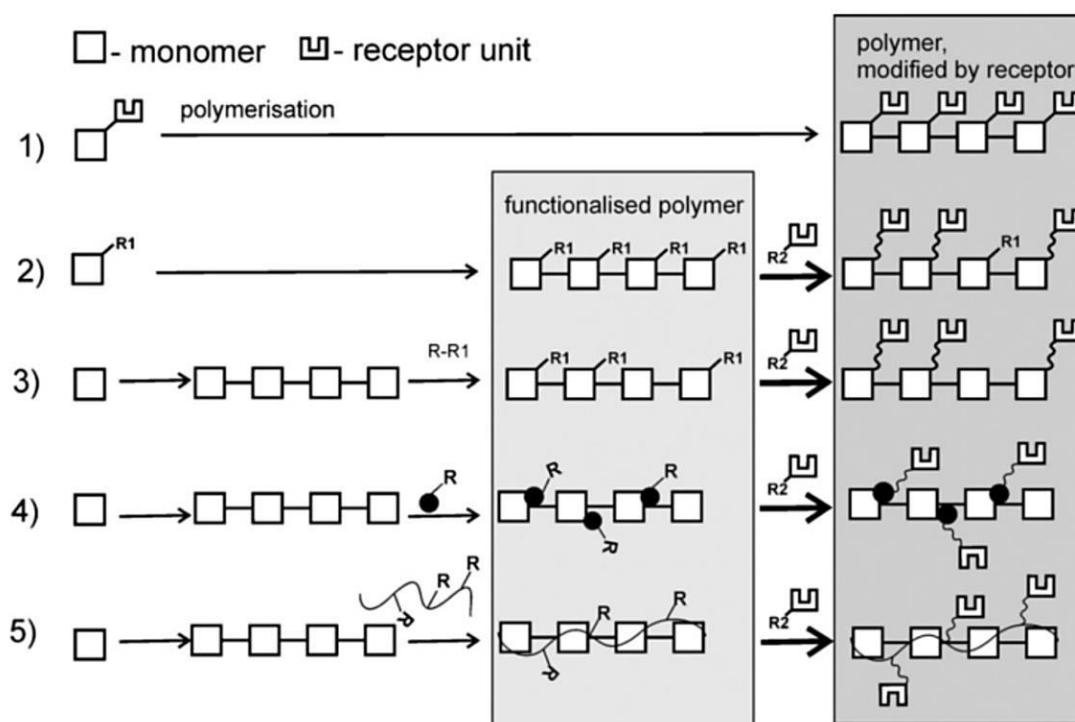 - monomer - receptor unit
polymer,
modified by receptor
1) polymerisation
functionalised polymer
2) R1 R1 R1 R1 R1 R2 R1
3) R-R1 R1 R1 R1 R2
4) R R R R R2
5) R R R R R R R2